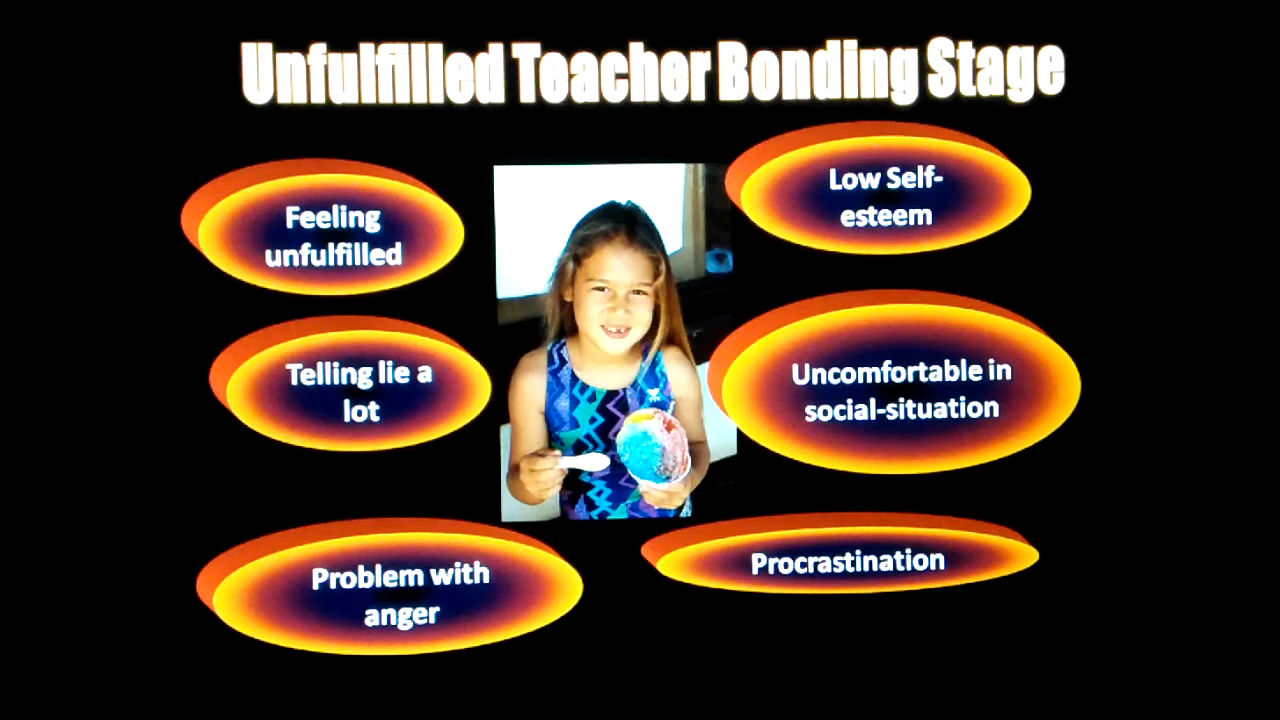 Unfulfilled Teacher Bonding Stage
Feeling
unfulfilled
Low Self-
esteem
Telling lie a
lot
Uncomfortable in
social-situation
Problem with
anger
Procrastination